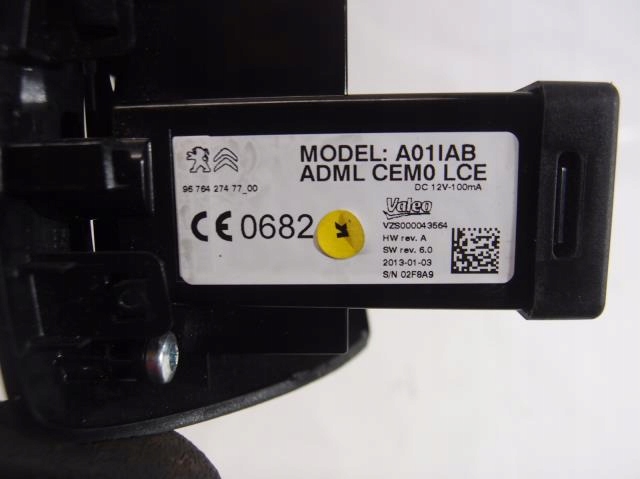 MODEL: A01IAB
ADML CEM0 LCE
DC 12V-100mA
96 764 274 77_00
CE 0682
K
Valeo
VZS000043564
HW rev. A
SW rev. 6.0
2013-01-03
S/N 02F8A9